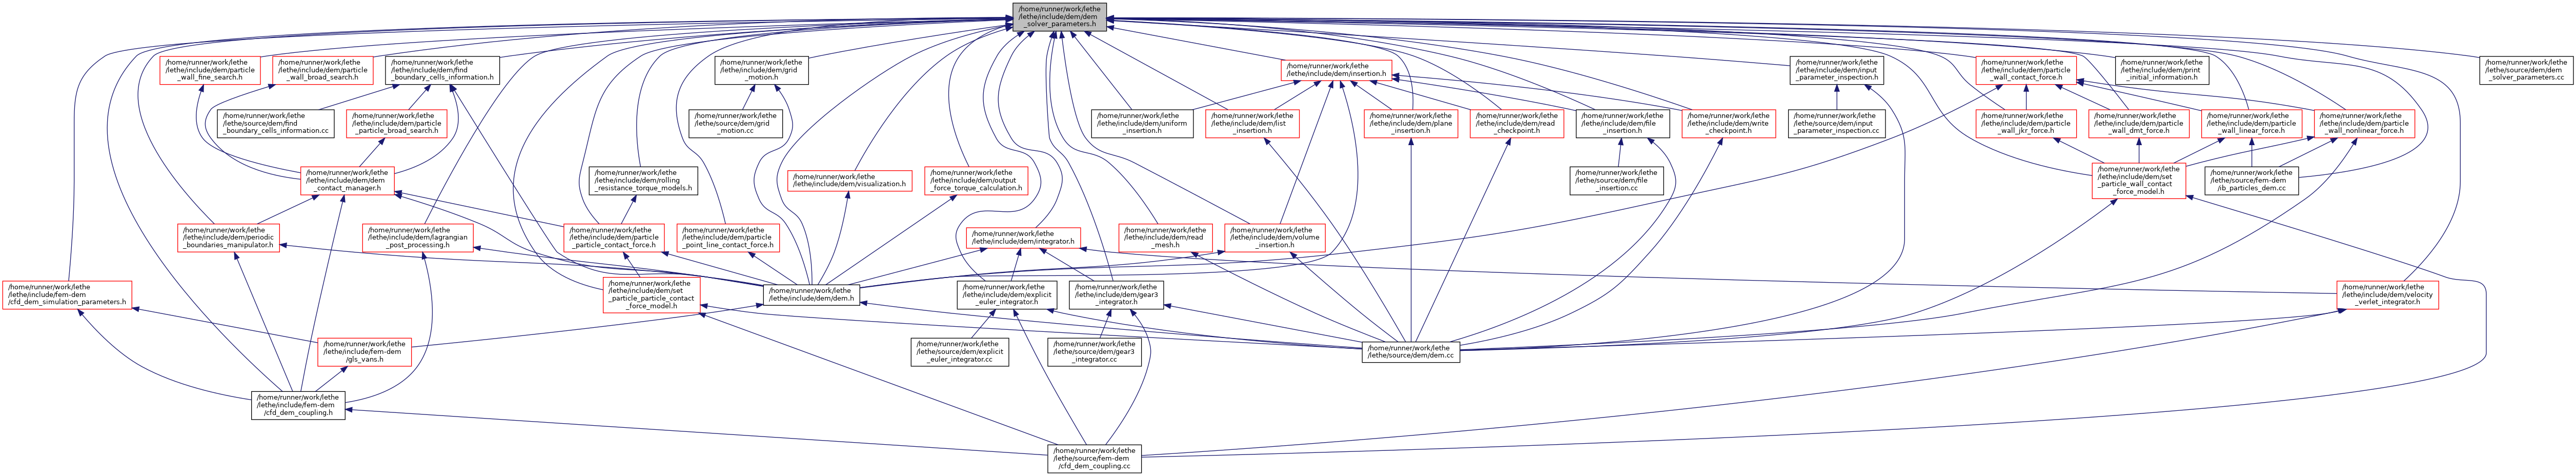 /home/runner/work/lethe
/lethe/include/dem/dem
_solver_parameters.h
/home/runner/work/lethe
/lethe/include/dem/particle
_wall_fine_search.h
/home/runner/work/lethe
/lethe/include/dem/particle
_wall_broad_search.h
/home/runner/work/lethe
/lethe/include/dem/find
_boundary_cells_information.h
/home/runner/work/lethe
/lethe/include/dem/grid
_motion.h
/home/runner/work/lethe
/lethe/include/dem/insertion.h
/home/runner/work/lethe
/lethe/include/dem/input
_parameter_inspection.h
/home/runner/work/lethe
/lethe/include/dem/particle
_wall_contact_force.h
/home/runner/work/lethe
/lethe/include/dem/print
_initial_information.h
/home/runner/work/lethe
/lethe/source/dem/dem
_solver_parameters.cc
/home/runner/work/lethe
/lethe/source/dem/find
_boundary_cells_information.cc
/home/runner/work/lethe
/lethe/include/dem/particle
_particle_broad_search.h
/home/runner/work/lethe
/lethe/source/dem/grid
_motion.cc
/home/runner/work/lethe
/lethe/include/dem/uniform
_insertion.h
/home/runner/work/lethe
/lethe/include/dem/list
_insertion.h
/home/runner/work/lethe
/lethe/include/dem/plane
_insertion.h
/home/runner/work/lethe
/lethe/include/dem/read
_checkpoint.h
/home/runner/work/lethe
/lethe/include/dem/file
_insertion.h
/home/runner/work/lethe
/lethe/include/dem/write
_checkpoint.h
/home/runner/work/lethe
/lethe/source/dem/input
_parameter_inspection.cc
/home/runner/work/lethe
/lethe/include/dem/particle
_wall_jkr_force.h
/home/runner/work/lethe
/lethe/include/dem/particle
_wall_dmt_force.h
/home/runner/work/lethe
/lethe/include/dem/particle
_wall_linear_force.h
/home/runner/work/lethe
/lethe/include/dem/particle
_wall_nonlinear_force.h
/home/runner/work/lethe
/lethe/include/dem/dem
_contact_manager.h
/home/runner/work/lethe
/lethe/include/dem/rolling
_resistance_torque_models.h
/home/runner/work/lethe
/lethe/include/dem/visualization.h
/home/runner/work/lethe
/lethe/include/dem/output
_force_torque_calculation.h
/home/runner/work/lethe
/lethe/source/dem/file
_insertion.cc
/home/runner/work/lethe
/lethe/include/dem/set
_particle_wall_contact
_force_model.h
/home/runner/work/lethe
/lethe/source/fem-dem
/ib_particles_dem.cc
/home/runner/work/lethe
/lethe/include/dem/periodic
_boundaries_manipulator.h
/home/runner/work/lethe
/lethe/include/dem/lagrangian
_post_processing.h
/home/runner/work/lethe
/lethe/include/dem/particle
_particle_contact_force.h
/home/runner/work/lethe
/lethe/include/dem/particle
_point_line_contact_force.h
/home/runner/work/lethe
/lethe/include/dem/integrator.h
/home/runner/work/lethe
/lethe/include/dem/read
_mesh.h
/home/runner/work/lethe
/lethe/include/dem/volume
_insertion.h
/home/runner/work/lethe
/lethe/include/fem-dem
/cfd_dem_simulation_parameters.h
/home/runner/work/lethe
/lethe/include/dem/set
_particle_particle_contact
_force_model.h
/home/runner/work/lethe
/lethe/include/dem/dem.h
/home/runner/work/lethe
/lethe/include/dem/explicit
_euler_integrator.h
/home/runner/work/lethe
/lethe/include/dem/gear3
_integrator.h
/home/runner/work/lethe
/lethe/include/dem/velocity
_verlet_integrator.h
/home/runner/work/lethe
/lethe/include/fem-dem
/gls_vans.h
/home/runner/work/lethe
/lethe/source/dem/explicit
_euler_integrator.cc
/home/runner/work/lethe
/lethe/source/dem/gear3
_integrator.cc
/home/runner/work/lethe
/lethe/source/dem/dem.cc
/home/runner/work/lethe
/lethe/include/fem-dem
/cfd_dem_coupling.h
/home/runner/work/lethe
/lethe/source/fem-dem
/cfd_dem_coupling.cc